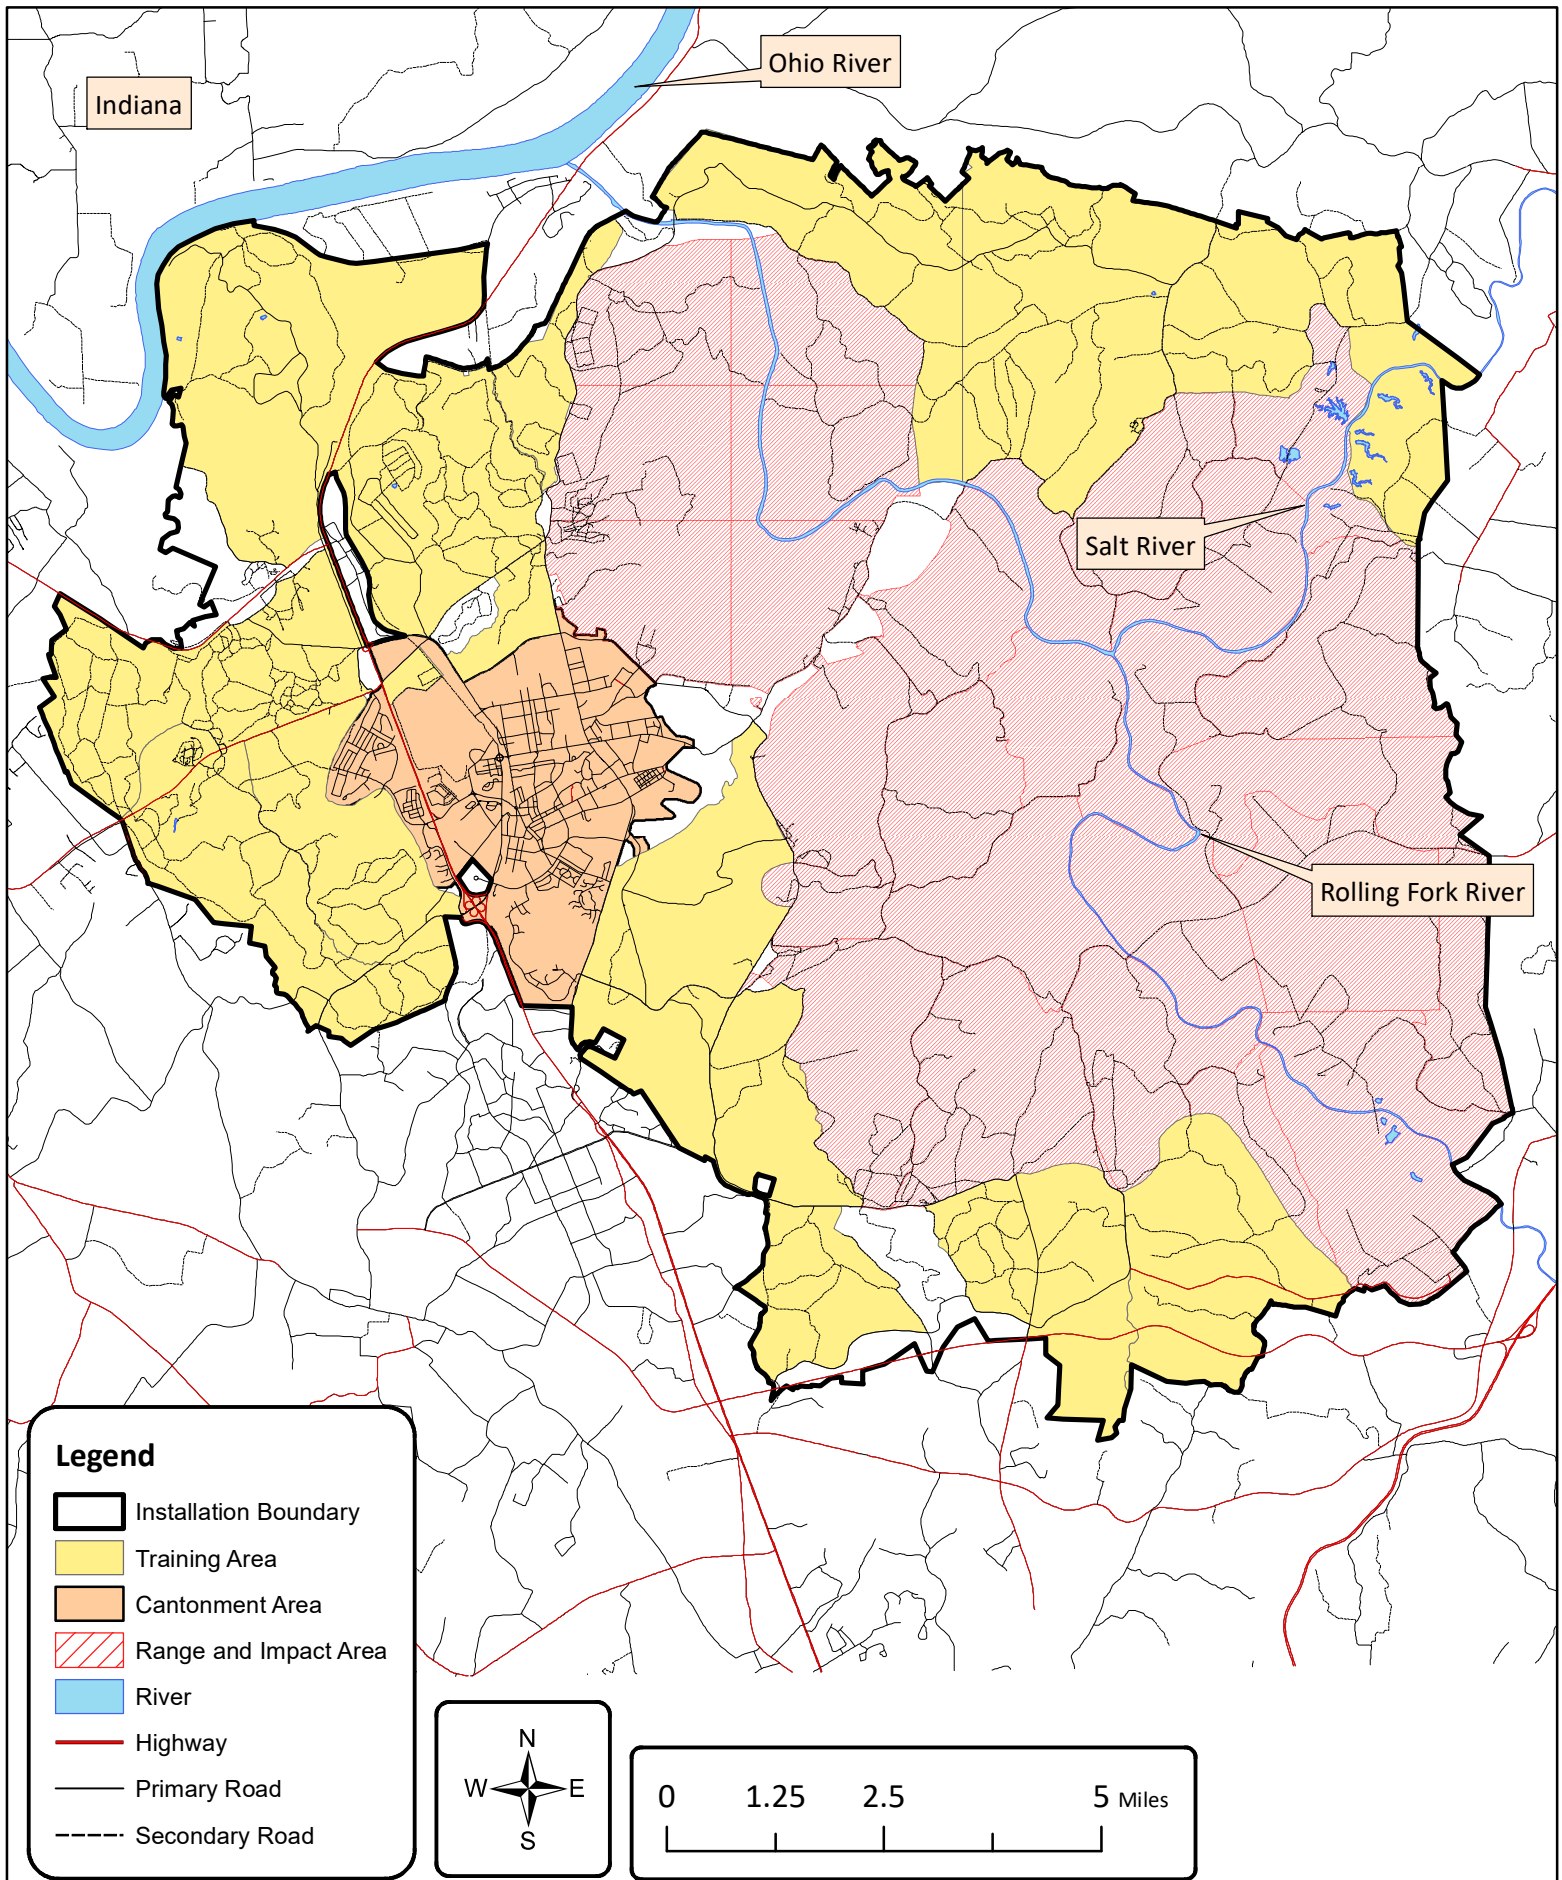 Ohio River
Indiana
Salt River
Rolling Fork River
Legend
Installation Boundary
Training Area
Cantonment Area
Range and Impact Area
River
Highway
Primary Road
Secondary Road
N
W E
S
0 1.25 2.5 5 Miles